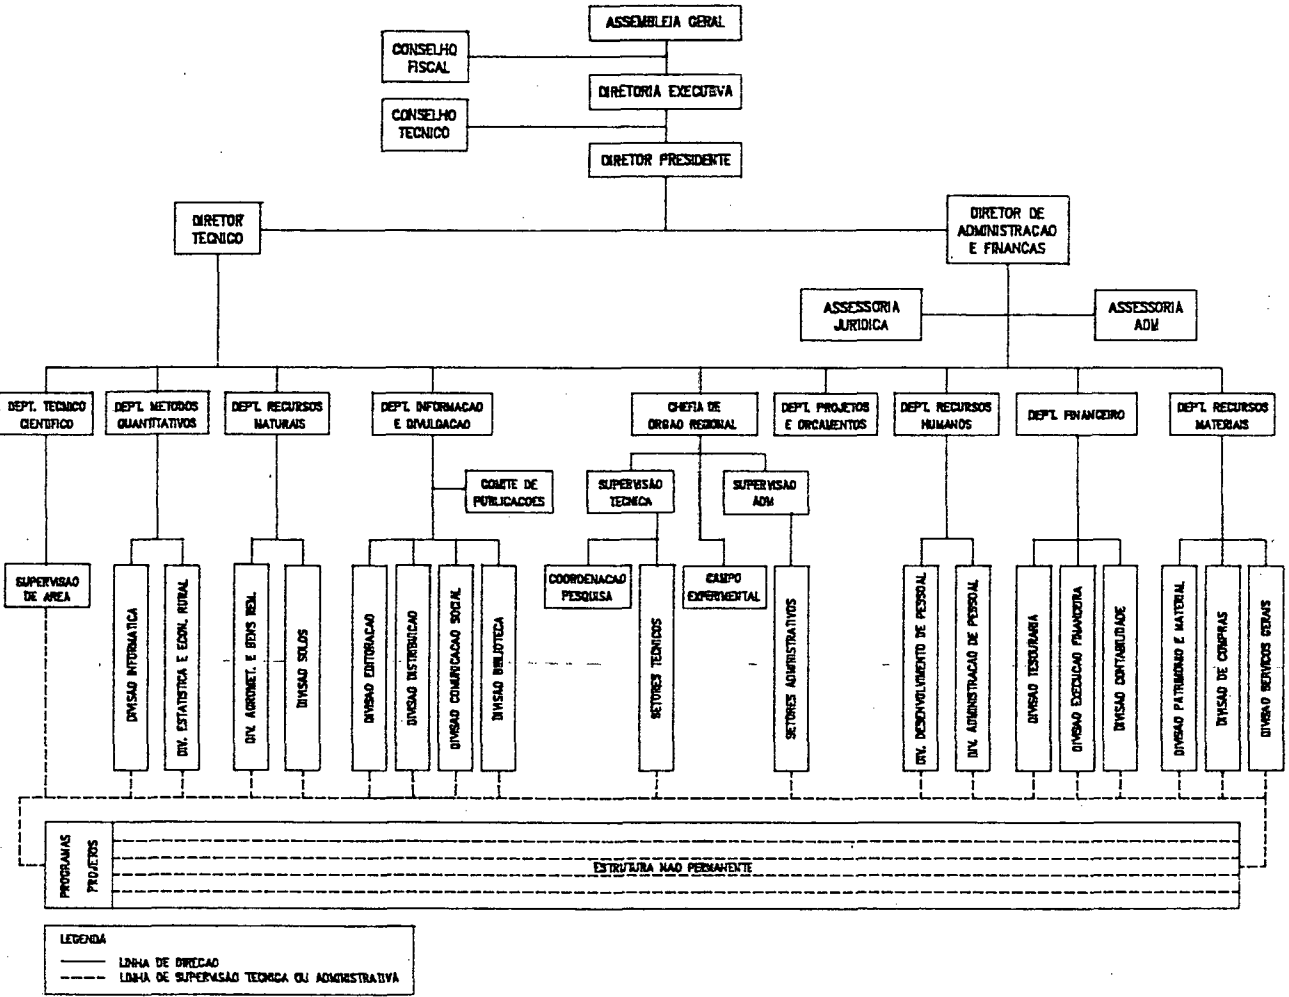 ASSEMBLEIA GERAL
CONSELHO
FISCAL
DIRETORIA EXECUTIVA
CONSELHO
TECNICO
DIRETOR PRESIDENTE
DIRETOR
TECNICO
DIRETOR DE
ADMINISTRACAO
E FINANCAS
ASSESSORIA
JURIDICA
ASSESSORIA
ADM
DEPT. TECNICO
CIENTIFICO
DEPT. METODOS
QUANTITATIVOS
DEPT. RECURSOS
NATURAIS
DEPT. INFORMACAO
E DIVULGACAO
CHEFIA DE
ORGAO REGIONAL
DEPT. PROJETOS
E ORCAMENTOS
DEPT. RECURSOS
HUMANOS
DEPT. FINANCEIRO
DEPT. RECURSOS
MATERIAIS
COMITE DE
PUBLICACOES
SUPERVISAO
TECNICA
SUPERVISAO
ADM
SUPERVISAO
DE AREA
DIVISAO INFORMATICA
DIV. ESTATISTICA E ECON. RURAL
DIV. AGROMET. E SENS REM.
DIVISAO SOLOS
DIVISAO EDITORACAO
DIVISAO DISTRIBUICAO
DIVISAO COMUNICACAO SOCIAL
DIVISAO BIBLIOTECA
COORDENACAO
PESQUISA
SETORES TECNICOS
CAMPO
EXPERIMENTAL
SETORES ADMINISTRATIVOS
DIV. DESENVOLVIMENTO DE PESSOAL
DIV. ADMINISTRACAO DE PESSOAL
DIVISAO TESOURARIA
DIVISAO EXECUCAO FINANCEIRA
DIVISAO CONTABILIDADE
DIVISAO PATRIMONIO E MATERIAL
DIVISAO DE COMPRAS
DIVISAO SERVICOS GERAIS
PROGRAMAS
PROJETOS
ESTRUTURA NAO PERMANENTE
LEGENDA
LINHA DE DIRECAO
LINHA DE SUPERVISAO TECNICA OU ADMINISTRATIVA